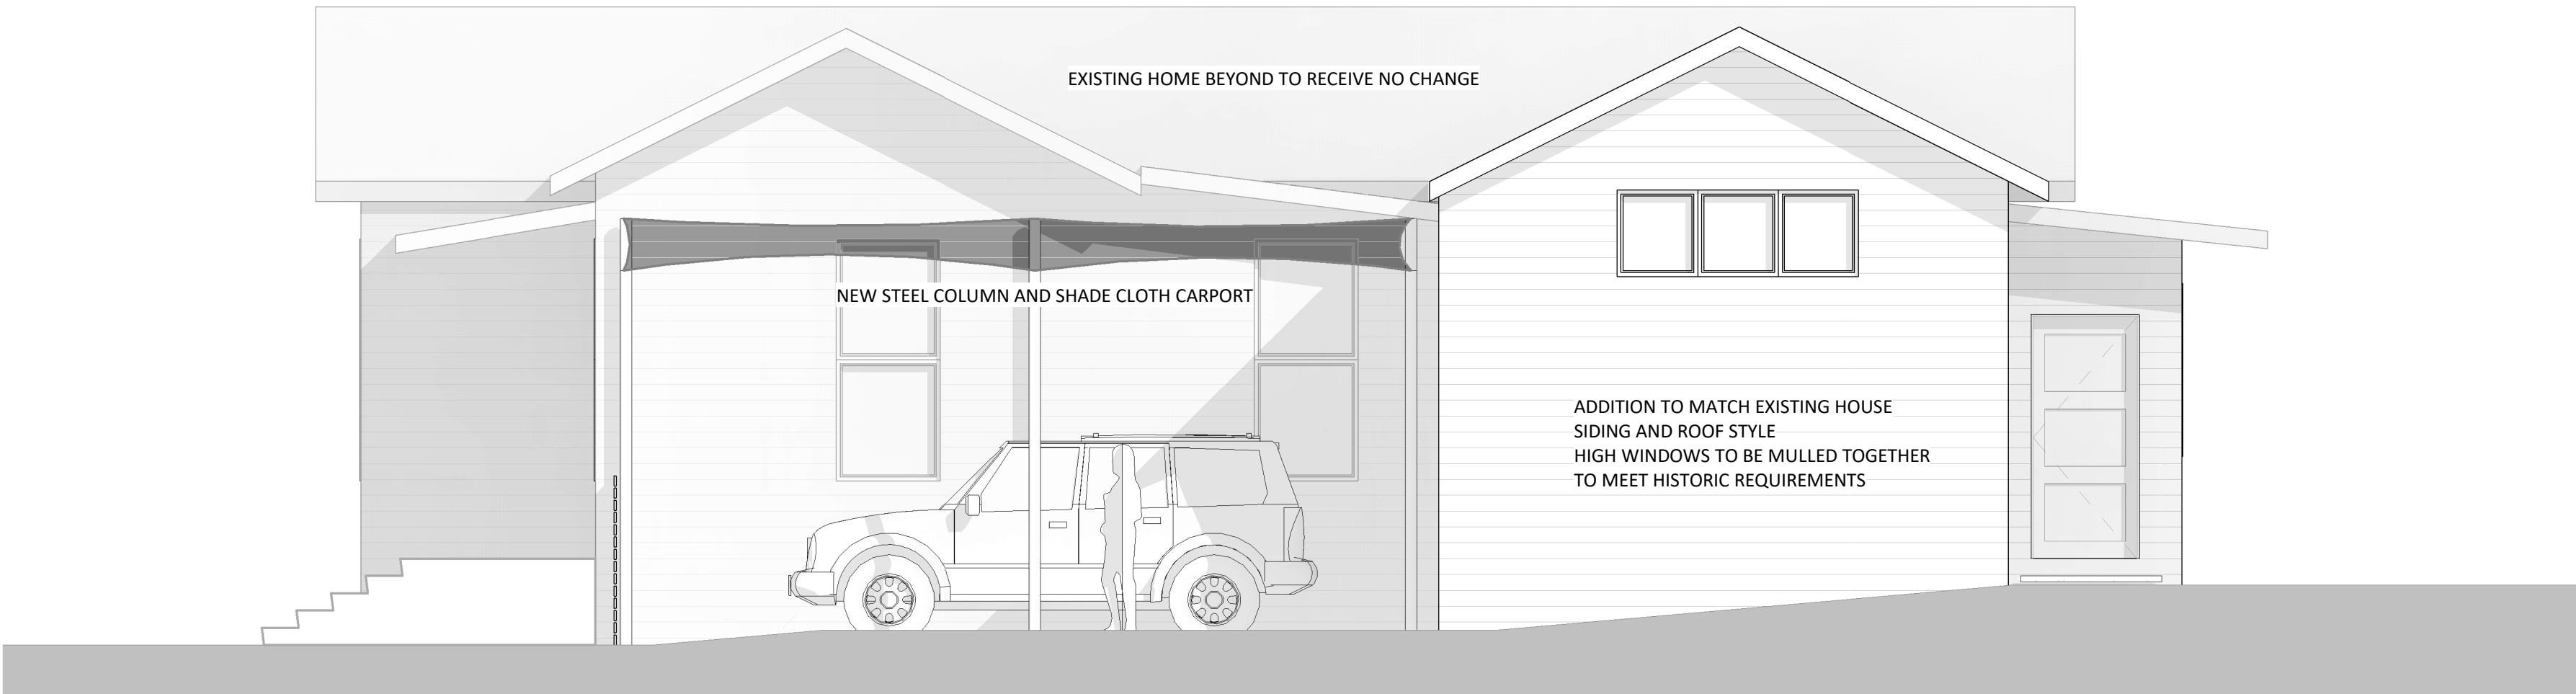 EXISTING HOME BEYOND TO RECEIVE NO CHANGE
NEW STEEL COLUMN AND SHADE CLOTH CARPORT
ADDITION TO MATCH EXISTING HOUSE
SIDING AND ROOF STYLE
HIGH WINDOWS TO BE MULLED TOGETHER
TO MEET HISTORIC REQUIREMENTS